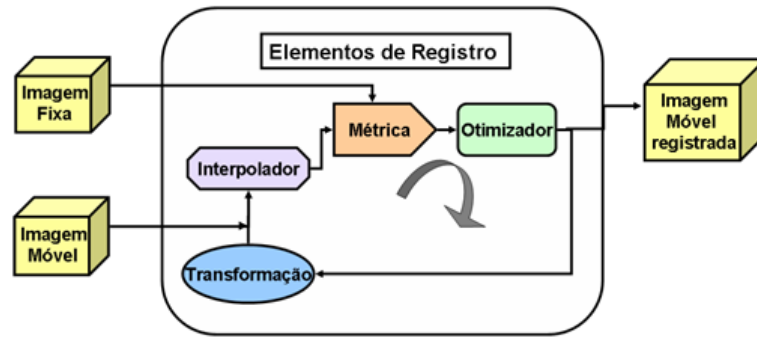 Elementos de Registro
Imagem
Fixa
Imagem
Móvel
registrada
Métrica
Otimizador
Interpolador
Imagem
Móvel
Transformação